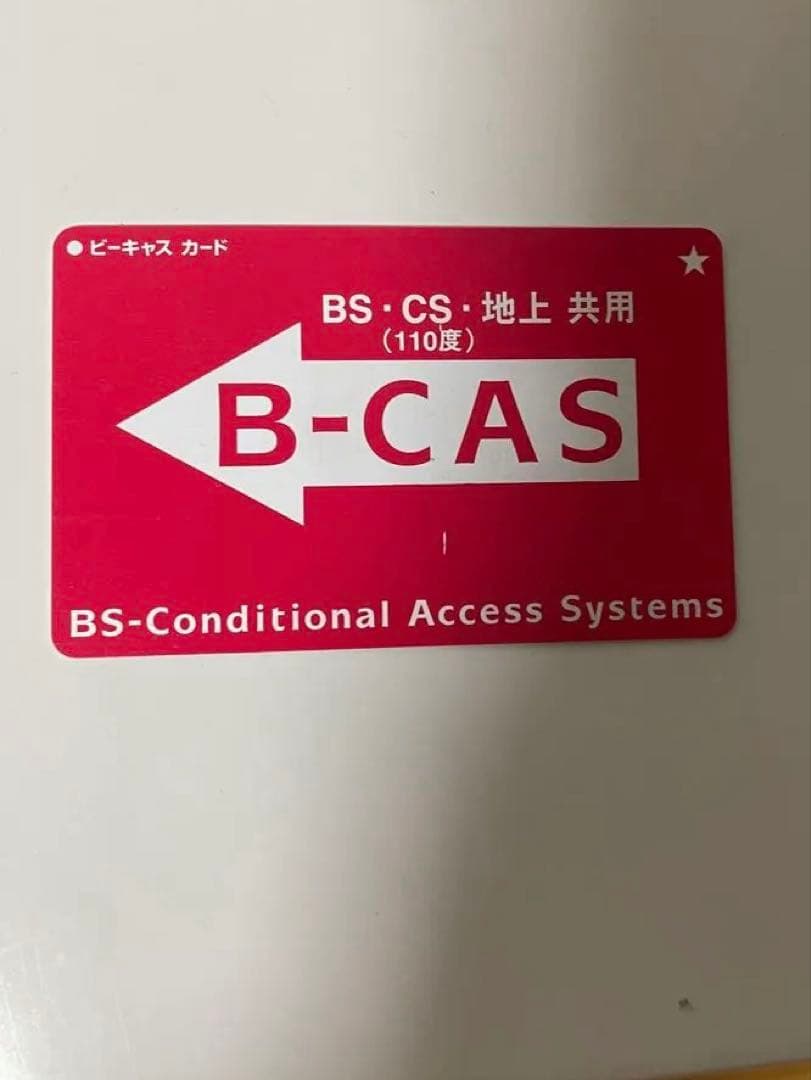 ●ビーキャス カード
★
BS・CS・地上 共用
（110度）
B-CAS
BS-Conditional Access Systems